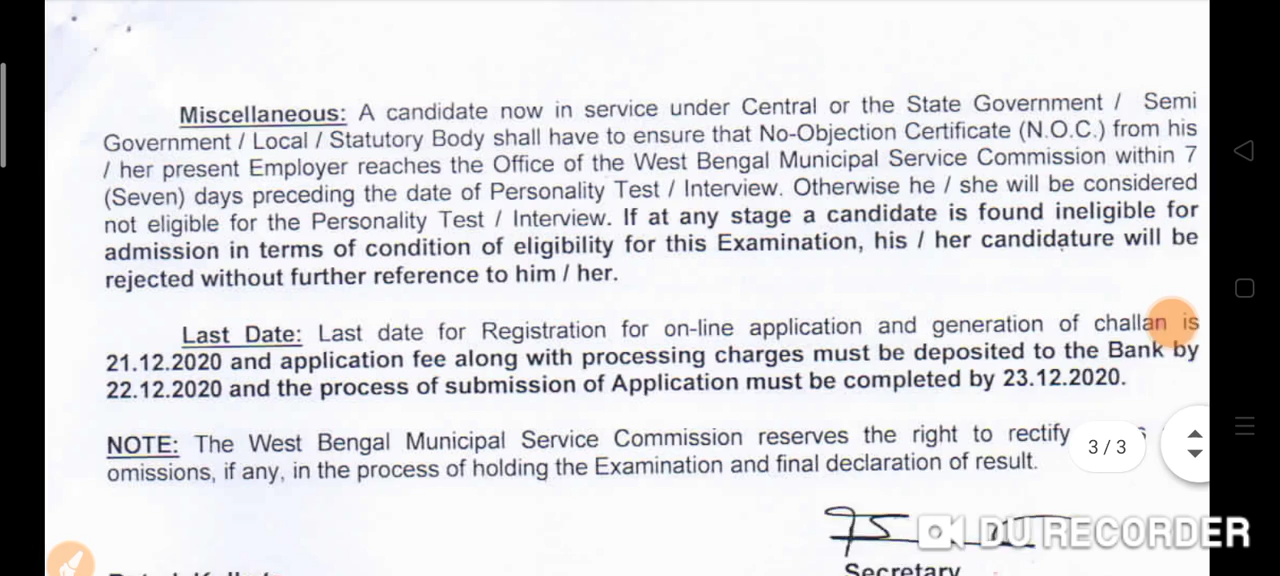 Miscellaneous: A candidate now in service under Central or the State Government / Semi
Government / Local / Statutory Body shall have to ensure that No-Objection Certificate (N.O.C.) from his
/ her present Employer reaches the Office of the West Bengal Municipal Service Commission within 7
(Seven) days preceding the date of Personality Test / Interview. Otherwise he / she will be considered
not eligible for the Personality Test / Interview. If at any stage a candidate is found ineligible for
admission in terms of condition of eligibility for this Examination, his / her candidature will be
rejected without further reference to him / her.
Last Date: Last date for Registration for on-line application and generation of challan is
21.12.2020 and application fee along with processing charges must be deposited to the Bank by
22.12.2020 and the process of submission of Application must be completed by 23.12.2020.
NOTE: The West Bengal Municipal Service Commission reserves the right to rectify
omissions, if any, in the process of holding the Examination and final declaration of result.
3/3
DU RECORDER
Secretary